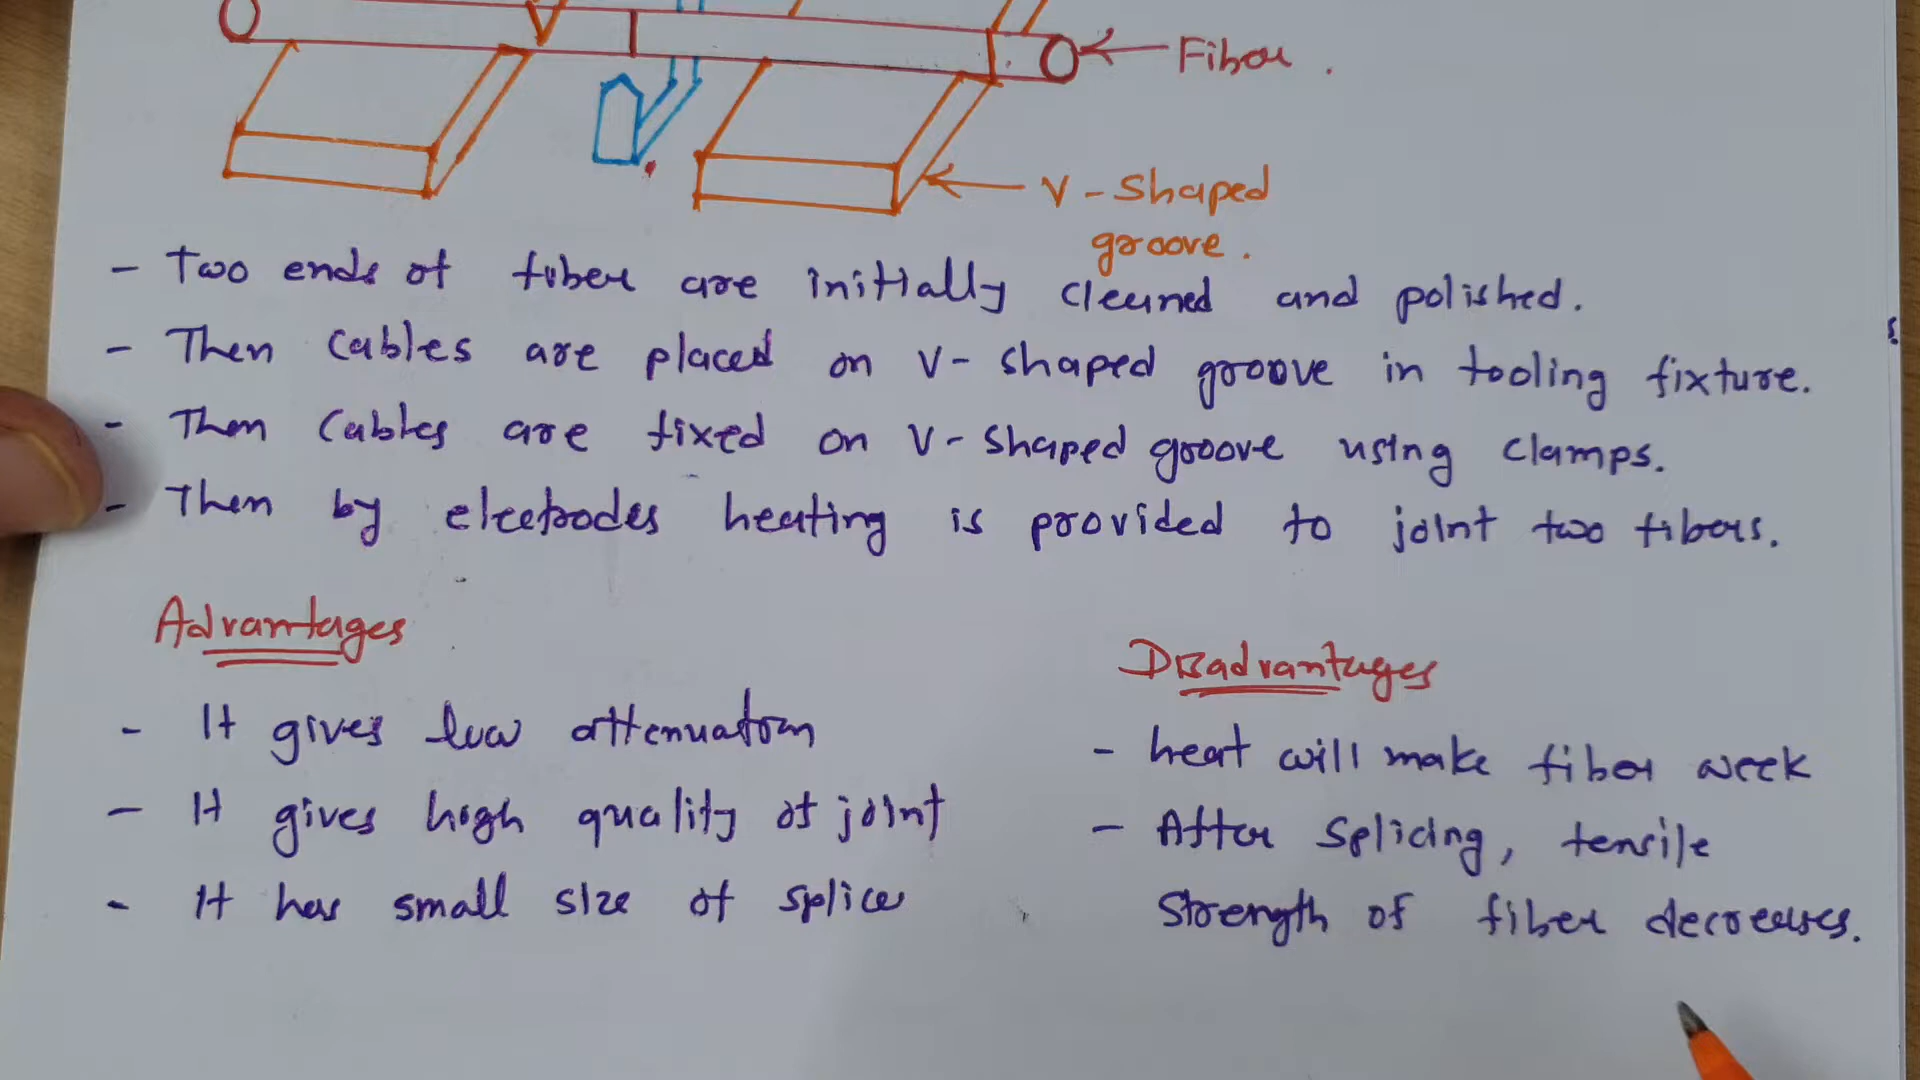 Fiber.
V-Shaped
groove.
- Two ends of fiber are initially cleaned and polished.
- Then Cables are placed on V-shaped groove in tooling fixture.
- Then Cables are fixed on V-shaped groove using clamps.
- Then by electrodes heating is provided to joint two fibers.
Advantages
- It gives low attenuation
- It gives high quality of joint
- It has small size of splice
Disadvantages
- heat will make fiber week
- After splicing, tensile
strength of fiber decreases.